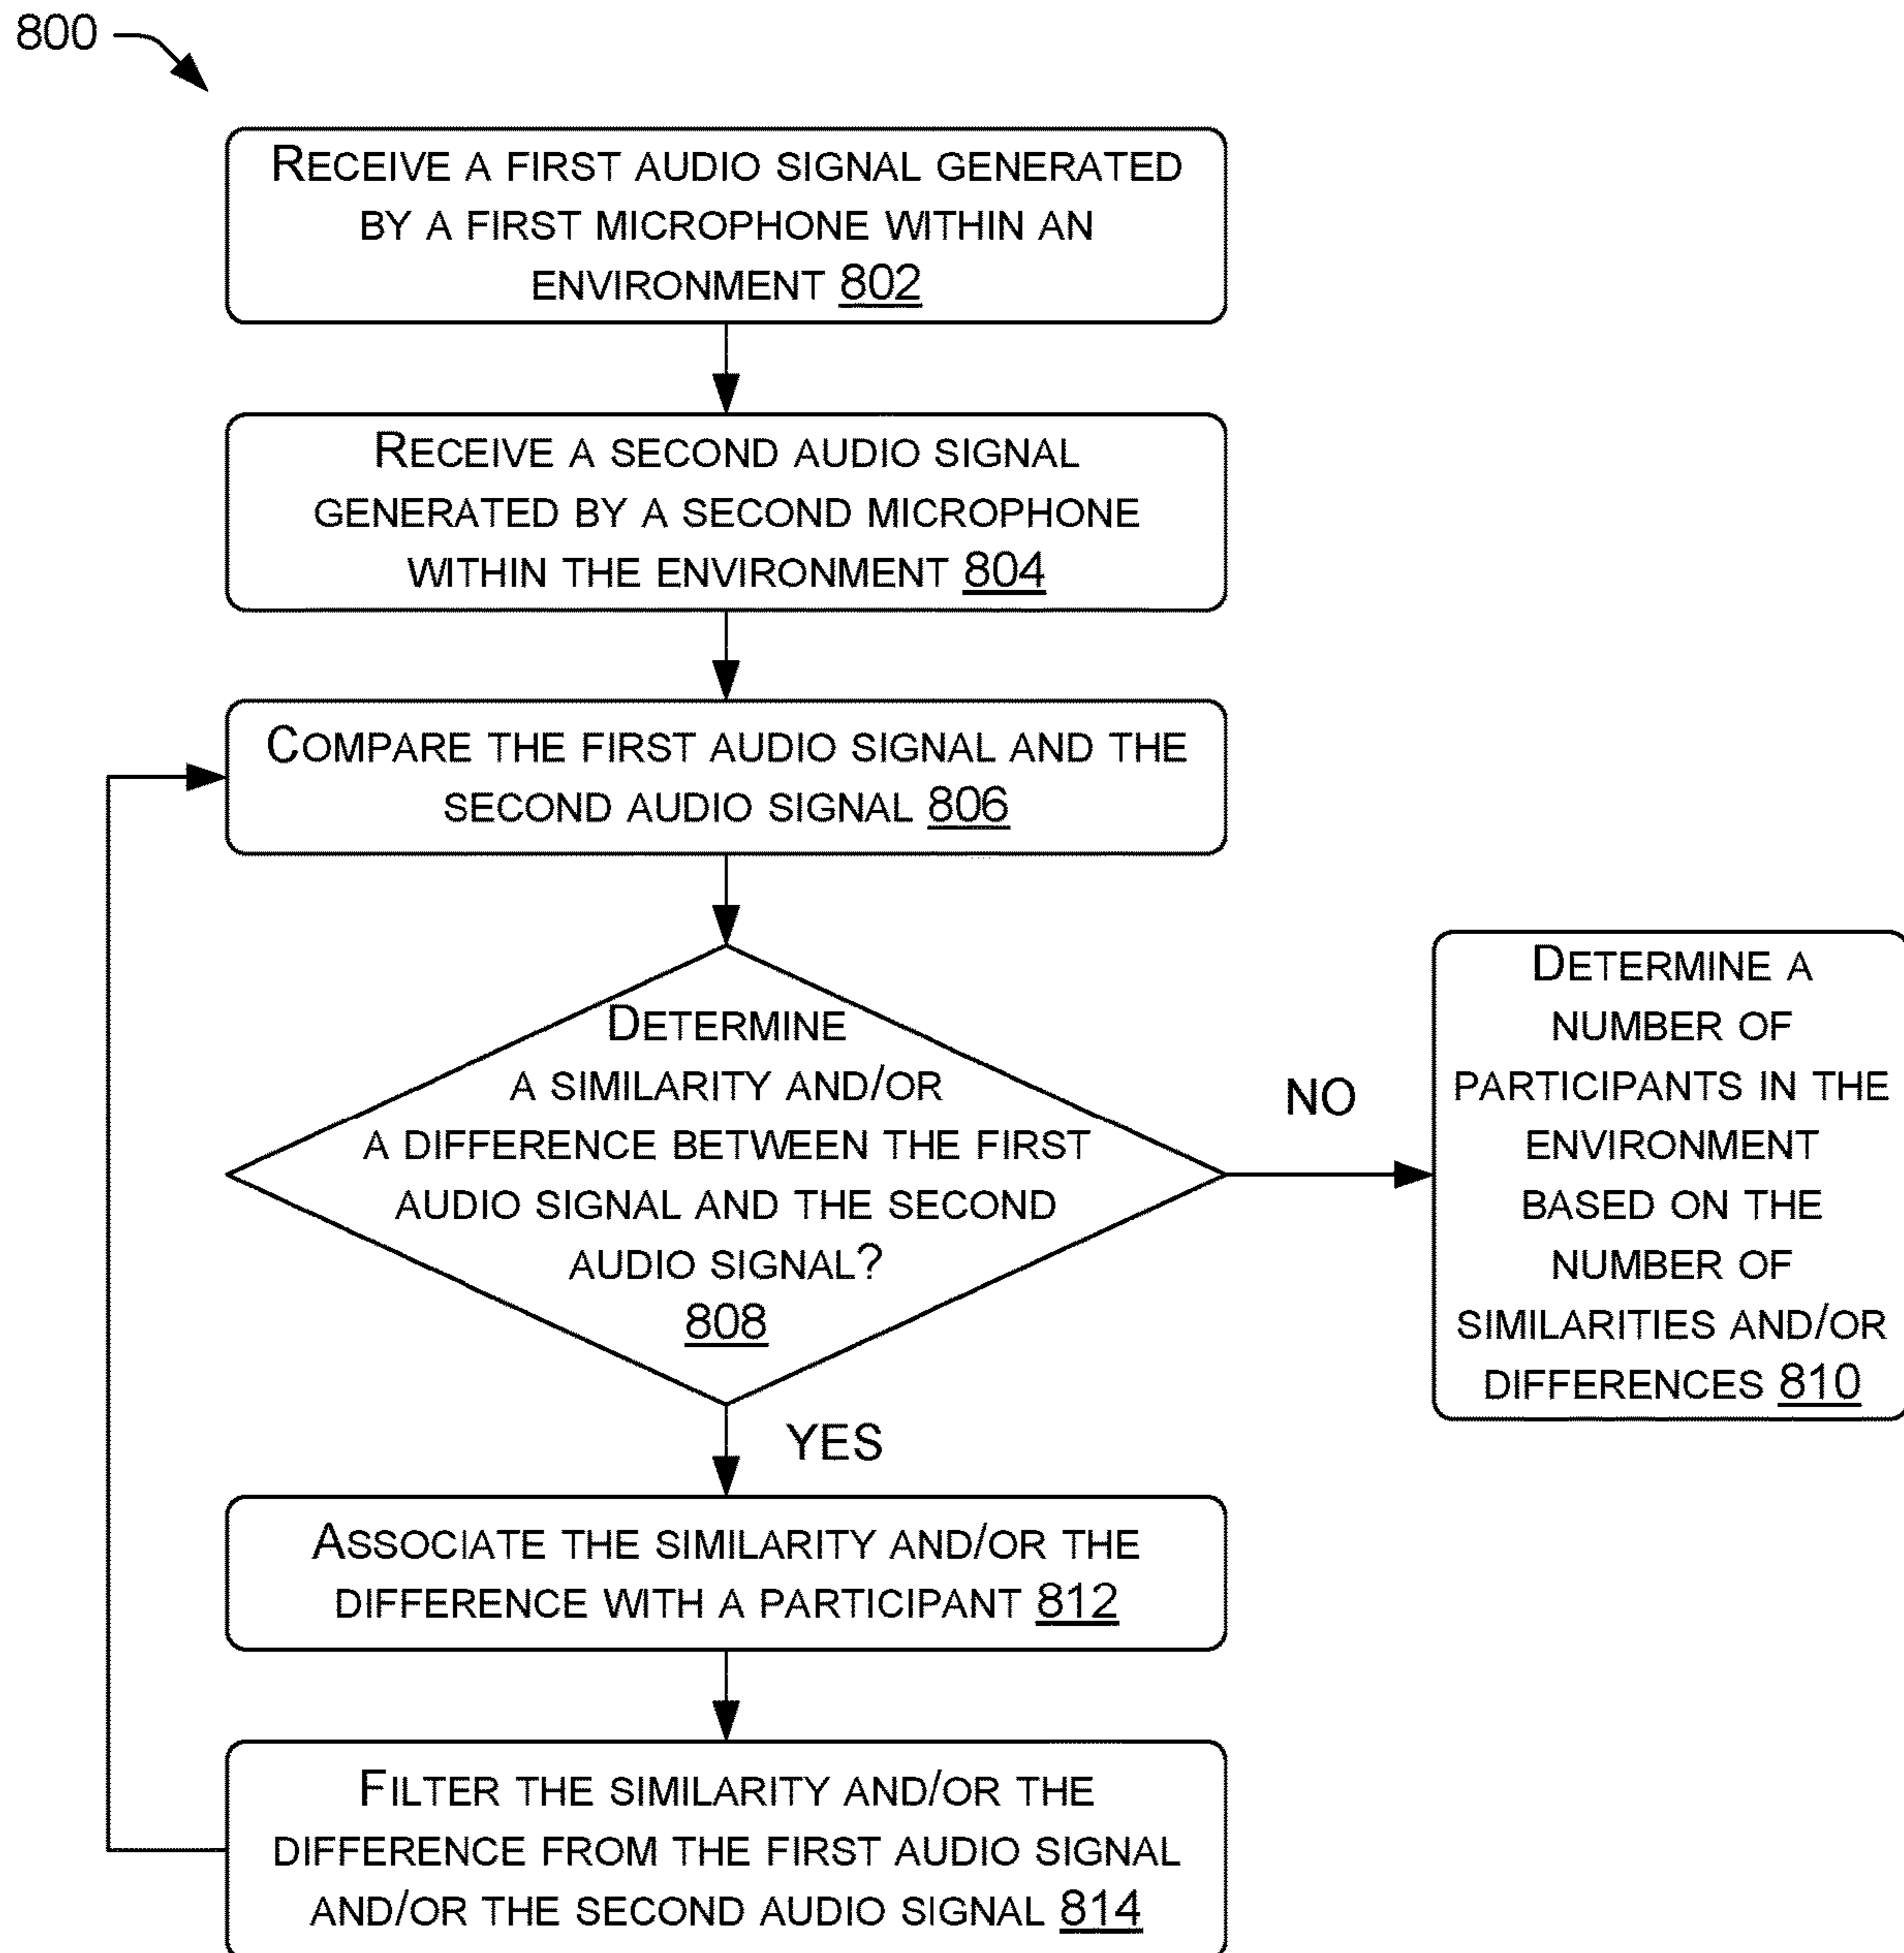 800
RECEIVE A FIRST AUDIO SIGNAL GENERATED
BY A FIRST MICROPHONE WITHIN AN
ENVIRONMENT 802
RECEIVE A SECOND AUDIO SIGNAL
GENERATED BY A SECOND MICROPHONE
WITHIN THE ENVIRONMENT 804
COMPARE THE FIRST AUDIO SIGNAL AND THE
SECOND AUDIO SIGNAL 806
DETERMINE
A SIMILARITY AND/OR
A DIFFERENCE BETWEEN THE FIRST
AUDIO SIGNAL AND THE SECOND
AUDIO SIGNAL?
808
NO
DETERMINE A
NUMBER OF
PARTICIPANTS IN THE
ENVIRONMENT
BASED ON THE
NUMBER OF
SIMILARITIES AND/OR
DIFFERENCES 810
YES
ASSOCIATE THE SIMILARITY AND/OR THE
DIFFERENCE WITH A PARTICIPANT 812
FILTER THE SIMILARITY AND/OR THE
DIFFERENCE FROM THE FIRST AUDIO SIGNAL
AND/OR THE SECOND AUDIO SIGNAL 814